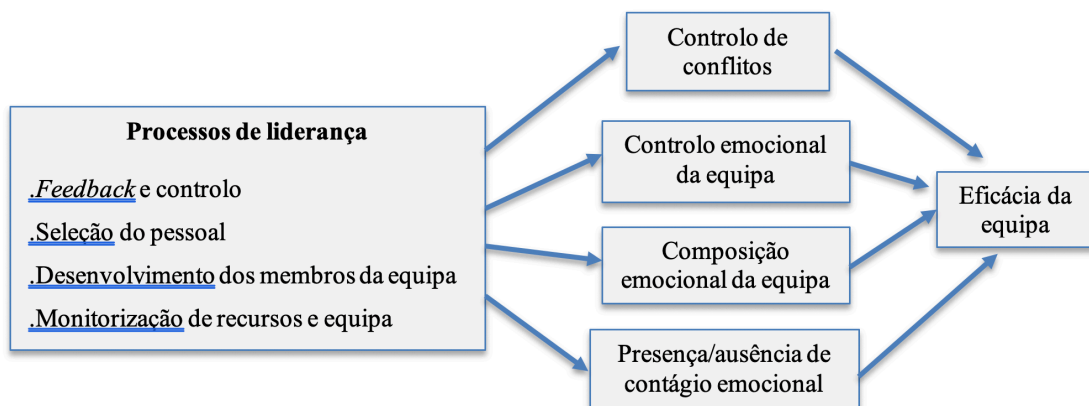 Processos de liderança
.Feedback e controlo
.Seleção do pessoal
.Desenvolvimento dos membros da equipa
.Monitorização de recursos e equipa
Controlo de
conflitos
Controlo emocional
da equipa
Composição
emocional da equipa
Presença/ausência de
contágio emocional
Eficácia da
equipa